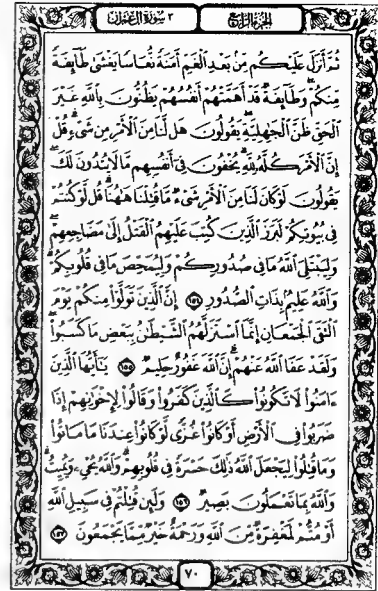 الجزء الرابع
٣ سورة آل عمران
ثُمَّ أَنزَلَ عَلَيْكُم مِّنۢ بَعْدِ ٱلْغَمِّ أَمَنَةً نُّعَاسًا يَغْشَىٰ طَآئِفَةً
مِّنكُمْ وَطَآئِفَةٌ قَدْ أَهَمَّتْهُمْ أَنفُسُهُمْ يَظُنُّونَ بِٱللَّهِ غَيْرَ
ٱلْحَقِّ ظَنَّ ٱلْجَٰهِلِيَّةِ يَقُولُونَ هَل لَّنَا مِنَ ٱلْأَمْرِ مِن شَىْءٍ قُلْ
إِنَّ ٱلْأَمْرَ كُلَّهُۥ لِلَّهِ يُخْفُونَ فِىٓ أَنفُسِهِم مَّا لَا يُبْدُونَ لَكَ
يَقُولُونَ لَوْ كَانَ لَنَا مِنَ ٱلْأَمْرِ شَىْءٌ مَّا قُتِلْنَا هَٰهُنَا قُل لَّوْ كُنتُمْ
فِى بُيُوتِكُمْ لَبَرَزَ ٱلَّذِينَ كُتِبَ عَلَيْهِمُ ٱلْقَتْلُ إِلَىٰ مَضَاجِعِهِمْ
وَلِيَبْتَلِىَ ٱللَّهُ مَا فِى صُدُورِكُمْ وَلِيُمَحِّصَ مَا فِى قُلُوبِكُمْ
وَٱللَّهُ عَلِيمٌۢ بِذَاتِ ٱلصُّدُورِ ١٥٤ إِنَّ ٱلَّذِينَ تَوَلَّوْا۟ مِنكُمْ يَوْمَ
ٱلْتَقَى ٱلْجَمْعَانِ إِنَّمَا ٱسْتَزَلَّهُمُ ٱلشَّيْطَٰنُ بِبَعْضِ مَا كَسَبُوا۟
وَلَقَدْ عَفَا ٱللَّهُ عَنْهُمْ إِنَّ ٱللَّهَ غَفُورٌ حَلِيمٌ ١٥٥ يَٰٓأَيُّهَا ٱلَّذِينَ
ءَامَنُوا۟ لَا تَكُونُوا۟ كَٱلَّذِينَ كَفَرُوا۟ وَقَالُوا۟ لِإِخْوَٰنِهِمْ إِذَا
ضَرَبُوا۟ فِى ٱلْأَرْضِ أَوْ كَانُوا۟ غُزًّى لَّوْ كَانُوا۟ عِندَنَا مَا مَاتُوا۟
وَمَا قُتِلُوا۟ لِيَجْعَلَ ٱللَّهُ ذَٰلِكَ حَسْرَةً فِى قُلُوبِهِمْ وَٱللَّهُ يُحْىِۦ وَيُمِيتُ
وَٱللَّهُ بِمَا تَعْمَلُونَ بَصِيرٌ ١٥٦ وَلَئِن قُتِلْتُمْ فِى سَبِيلِ ٱللَّهِ
أَوْ مُتُّمْ لَمَغْفِرَةٌ مِّنَ ٱللَّهِ وَرَحْمَةٌ خَيْرٌ مِّمَّا يَجْمَعُونَ ١٥٧
٧٠